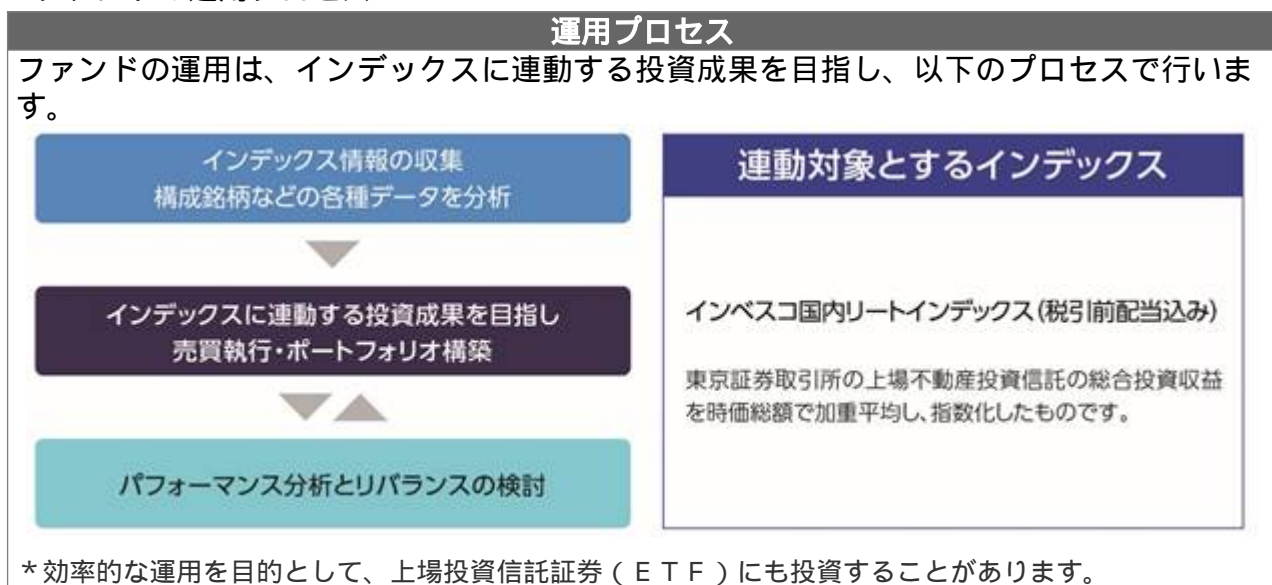 運用プロセス
ファンドの運用は、インデックスに連動する投資成果を目指し、以下のプロセスで行いま
す。
インデックス情報の収集
構成銘柄などの各種データを分析
インデックスに連動する投資成果を目指し
売買執行・ポートフォリオ構築
パフォーマンス分析とリバランスの検討
連動対象とするインデックス
インベスコ国内リートインデックス(税引前配当込み)
東京証券取引所の上場不動産投資信託の総合投資収益
を時価総額で加重平均し、指数化したものです。
*効率的な運用を目的として、上場投資信託証券(ETF)にも投資することがあります。